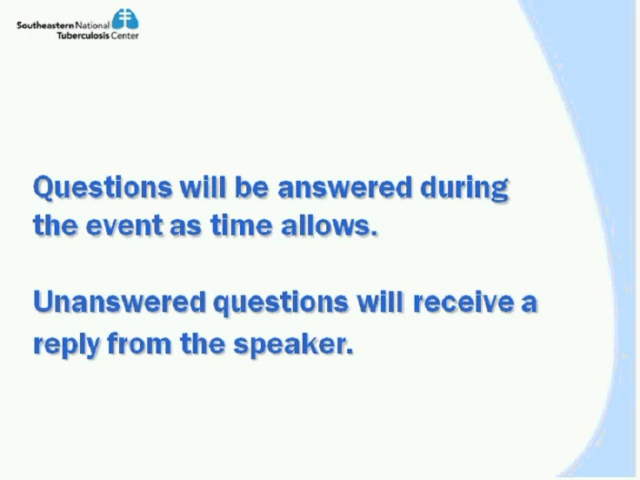 Southeastern National
Tuberculosis Center
Questions will be answered during
the event as time allows.
Unanswered questions will receive a
reply from the speaker.